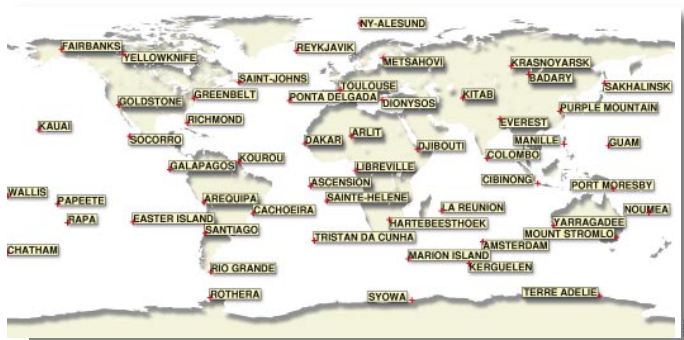 NY-ALESUND
FAIRBANKS
REYKJAVIK
YELLOWKNIFE
METSAHOVI
KRASNOYARSK
SAINT-JOHNS
BADARY
TOULOUSE
SAKHALINSK
GREENBELT
PONTA DELGADA
KITAB
GOLDSTONE
DIONYSOS
PURPLE MOUNTAIN
RICHMOND
EVEREST
KAUAI
ARLIT
SOCORRO
DAKAR
MANILLE
GUAM
DJIBOUTI
COLOMBO
KOUROU
GALAPAGOS
LIBREVILLE
CIBINONG
ASCENSION
PORT MORESBY
WALLIS
PAPEETE
AREQUIPA
SAINTE-HELENE
CACHOEIRA
LA REUNION
NOUMEA
RAPA
EASTER ISLAND
HARTEBEESTHOEK
YARRAGADEE
SANTIAGO
MOUNT STROMLO
TRISTAN DA CUNHA
AMSTERDAM
CHATHAM
MARION ISLAND
RIO GRANDE
KERGUELEN
ROTHERA
SYOWA
TERRE ADELIE